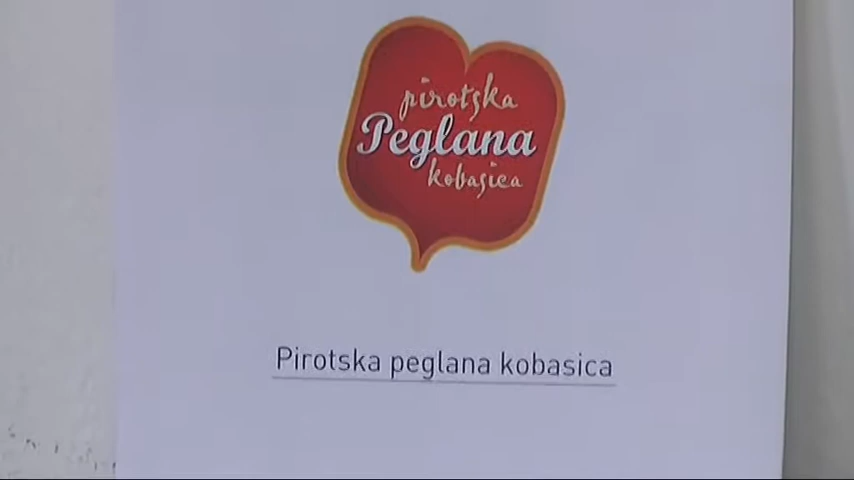 pirotska
Peglana
kobasica
Pirotska peglana kobasica